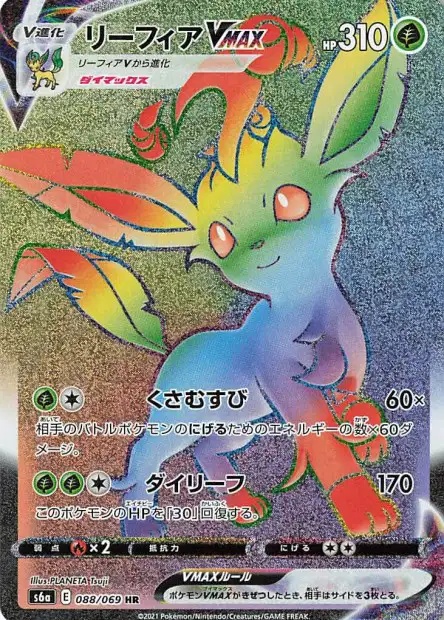 V進化
リーフィアVMAX
HP310
リーフィアVから進化
ダイマックス
くさむすび 60×
相手のバトルポケモンのにげるためのエネルギーの数×60ダ
メージ。
ダイリーフ 170
このポケモンのHPを「30」回復する。
弱点 ×2 抵抗力 にげる
Illus.PLANETA Tsuji
VMAXルール
ポケモンVMAXがきぜつしたとき、相手はサイドを3枚とる。
s6a E 088/069 HR
©2021 Pokémon/Nintendo/Creatures/GAME FREAK.